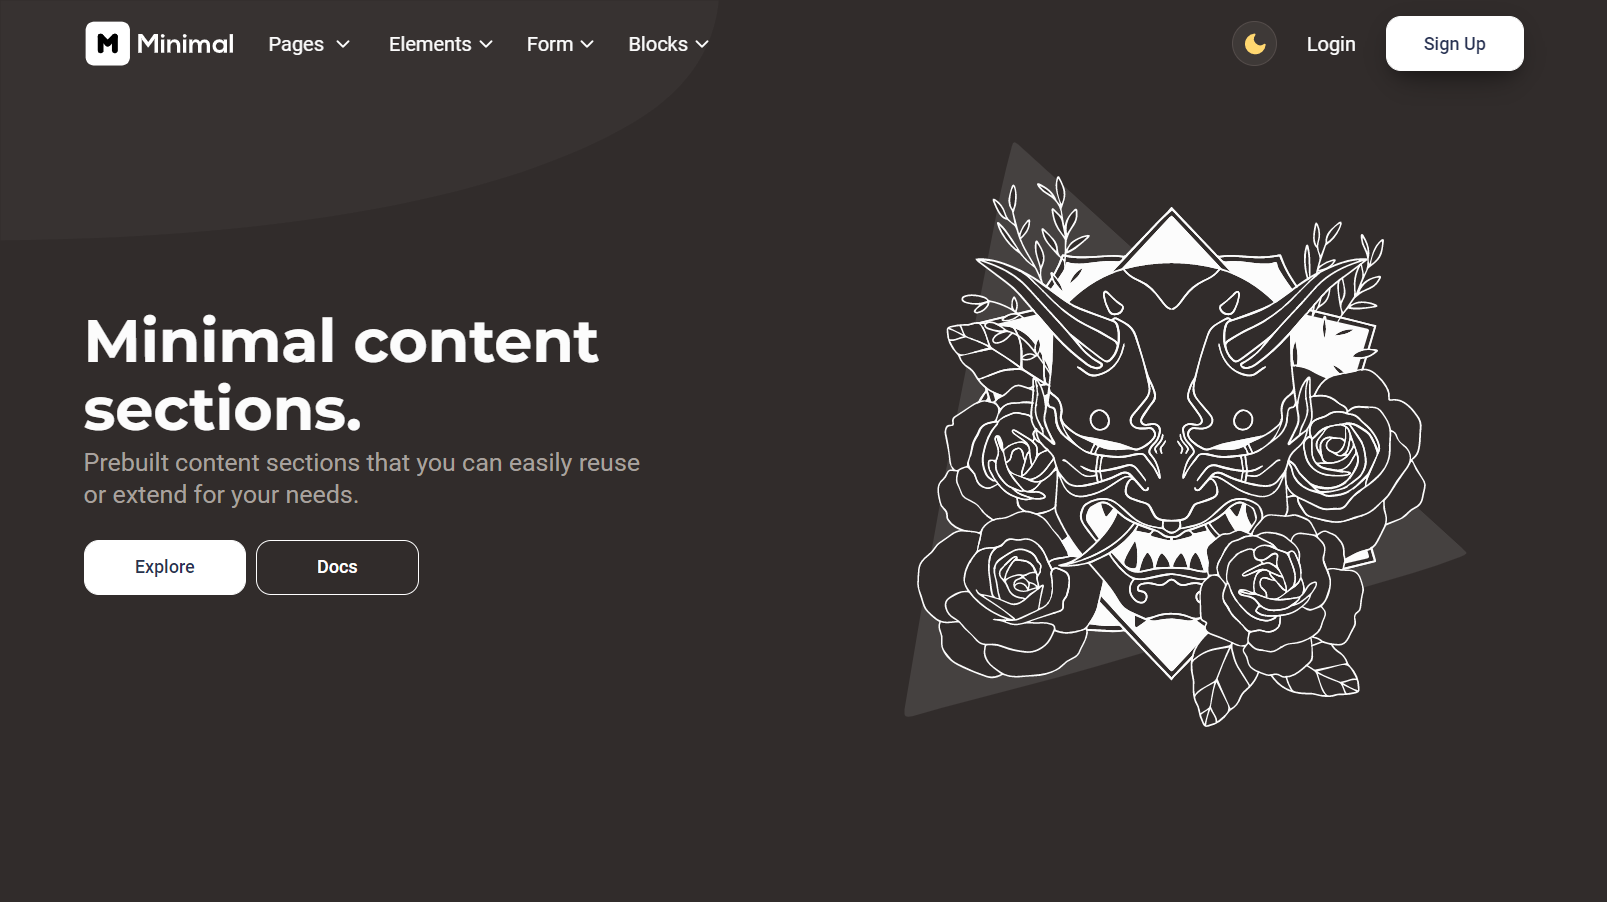 M Minimal Pages Elements Form Blocks Login Sign Up
Minimal content
sections.
Prebuilt content sections that you can easily reuse
or extend for your needs.
Explore Docs